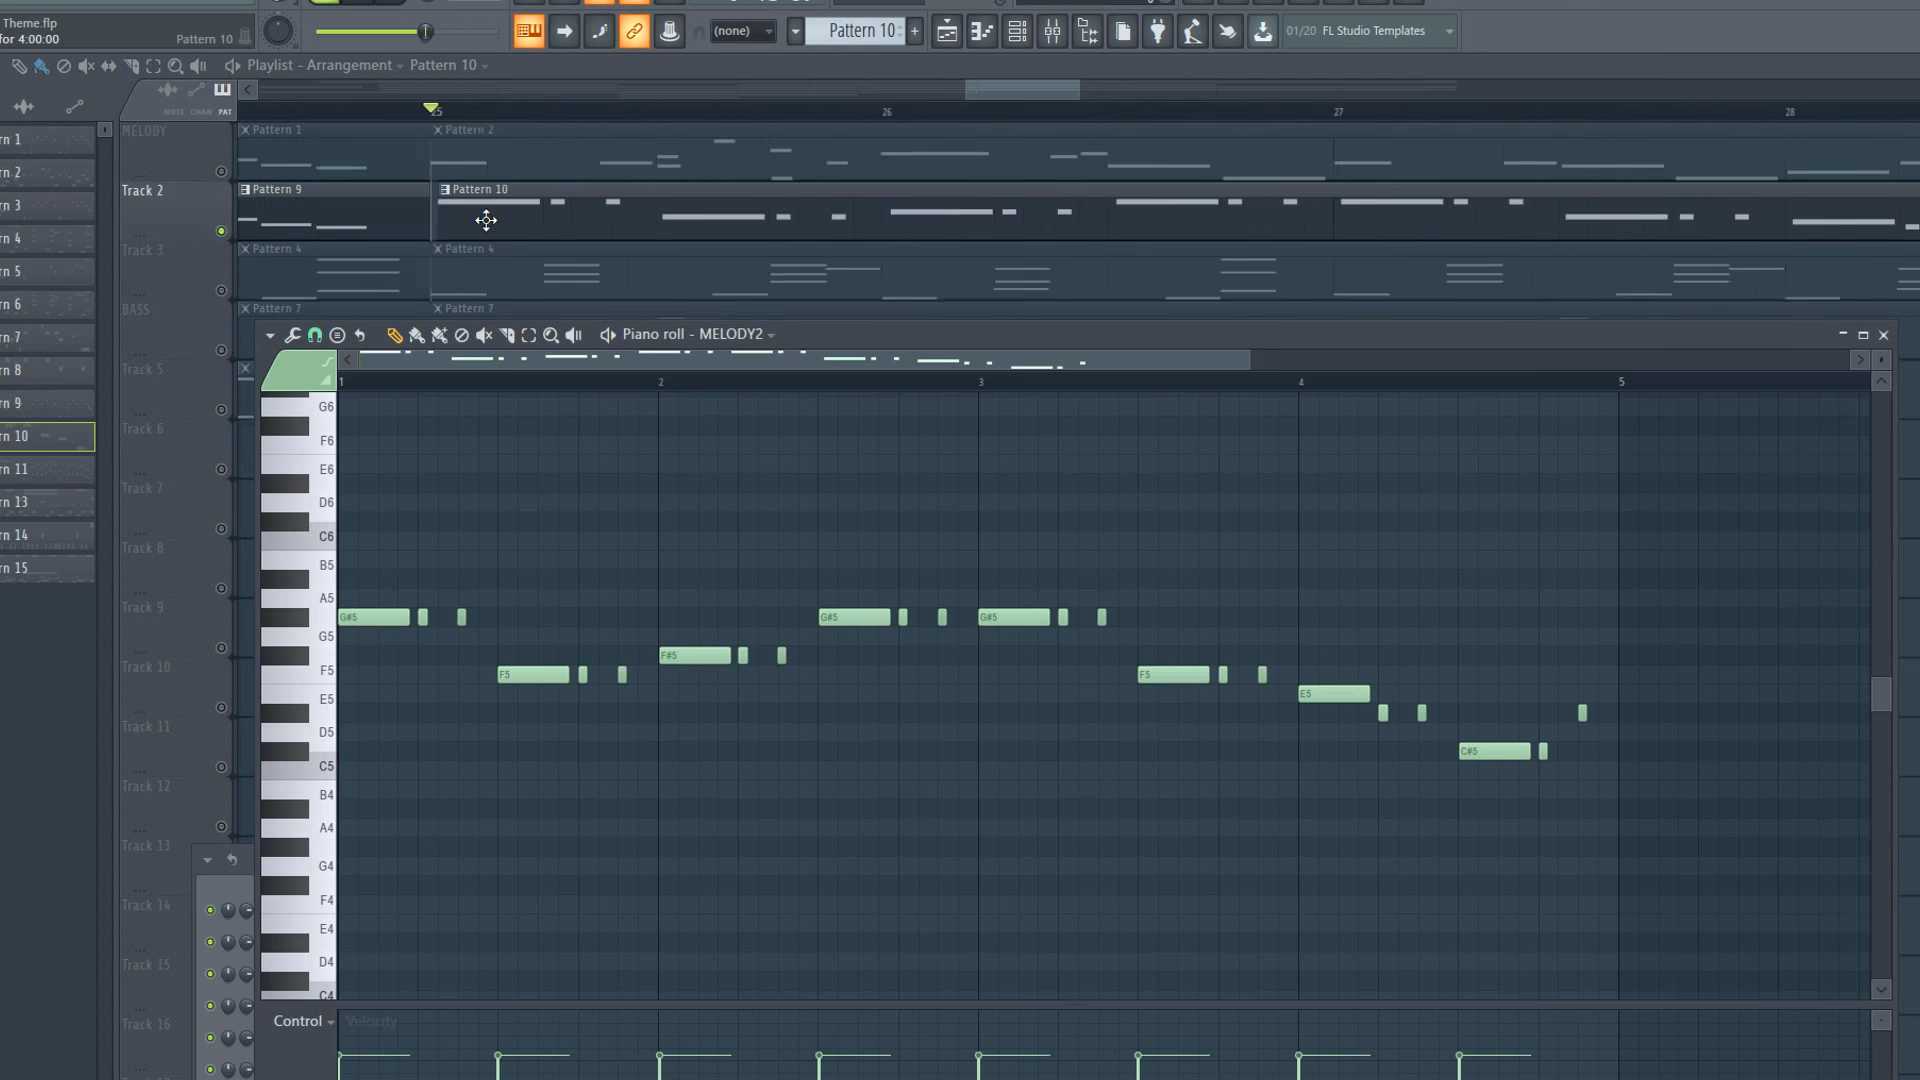 Theme.flp
for 4:00:00
Pattern 10
(none)
Pattern 10
+
01/20 FL Studio Templates
Playlist - Arrangement
Pattern 10
NOTE CHAN PAT
25
26
27
28
MELODY
Pattern 1
Pattern 2
Track 2
Pattern 9
Pattern 10
Track 3
Pattern 4
Pattern 4
BASS
Pattern 7
Pattern 7
Track 5
Track 6
Track 7
Track 8
Track 9
Track 10
Track 11
Track 12
Track 13
Track 14
Track 15
Track 16
rn 1
rn 2
rn 3
rn 4
rn 5
rn 6
rn 7
rn 8
rn 9
rn 10
rn 11
rn 13
rn 14
rn 15
Piano roll - MELODY2
1
2
3
4
5
G6
F6
E6
D6
C6
B5
A5
G5
F5
E5
D5
C5
B4
A4
G4
F4
E4
D4
C4
G#5
F5
F#5
G#5
G#5
F5
E5
C#5
Control
Velocity